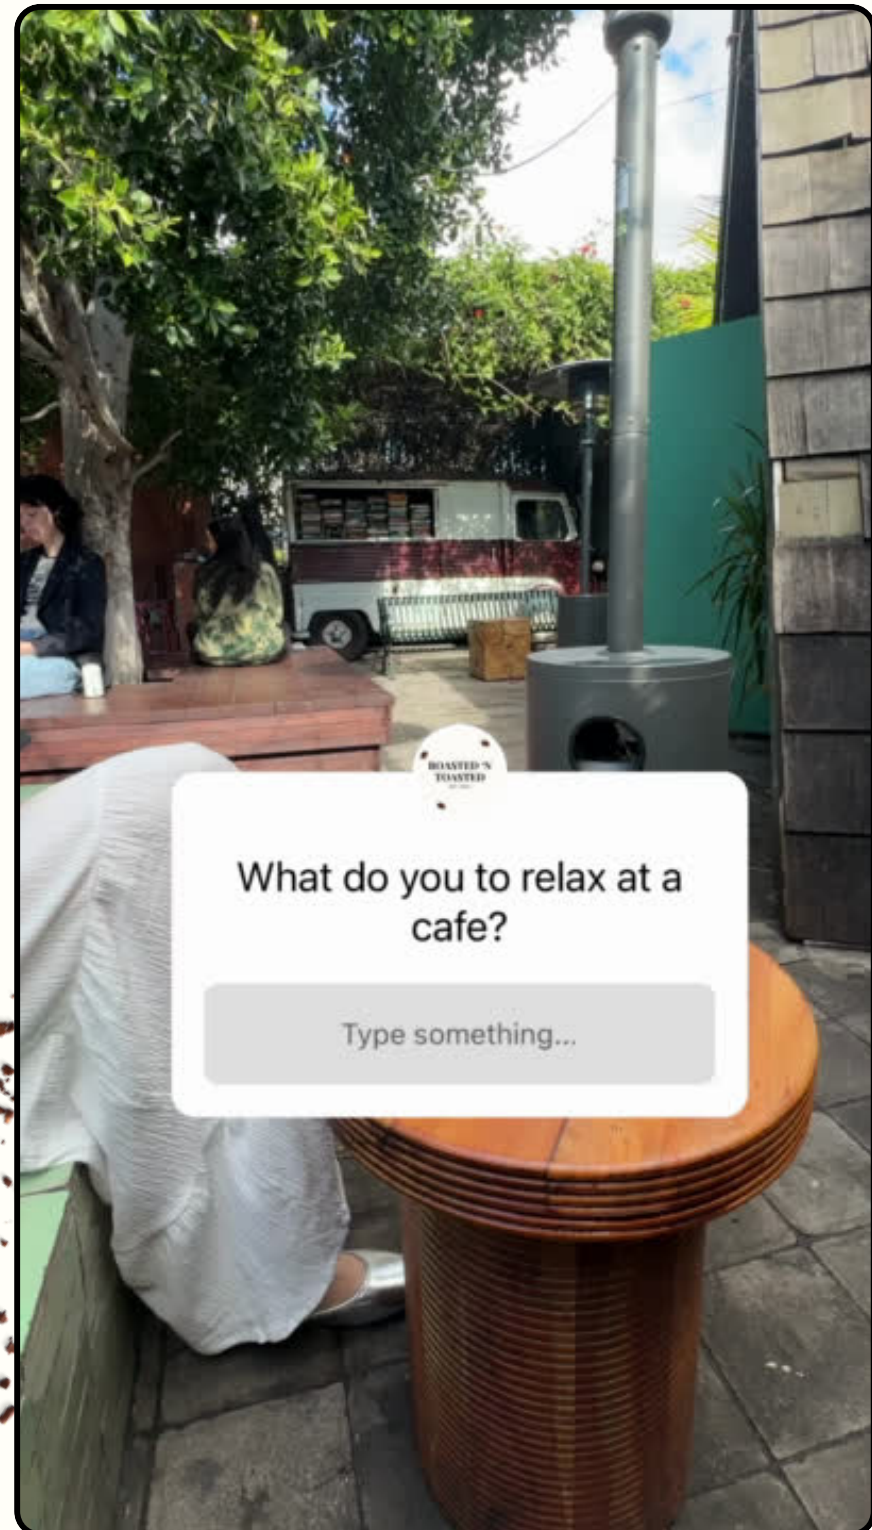 ROASTED 'N
TOASTED
What do you to relax at a
cafe?
Type something...